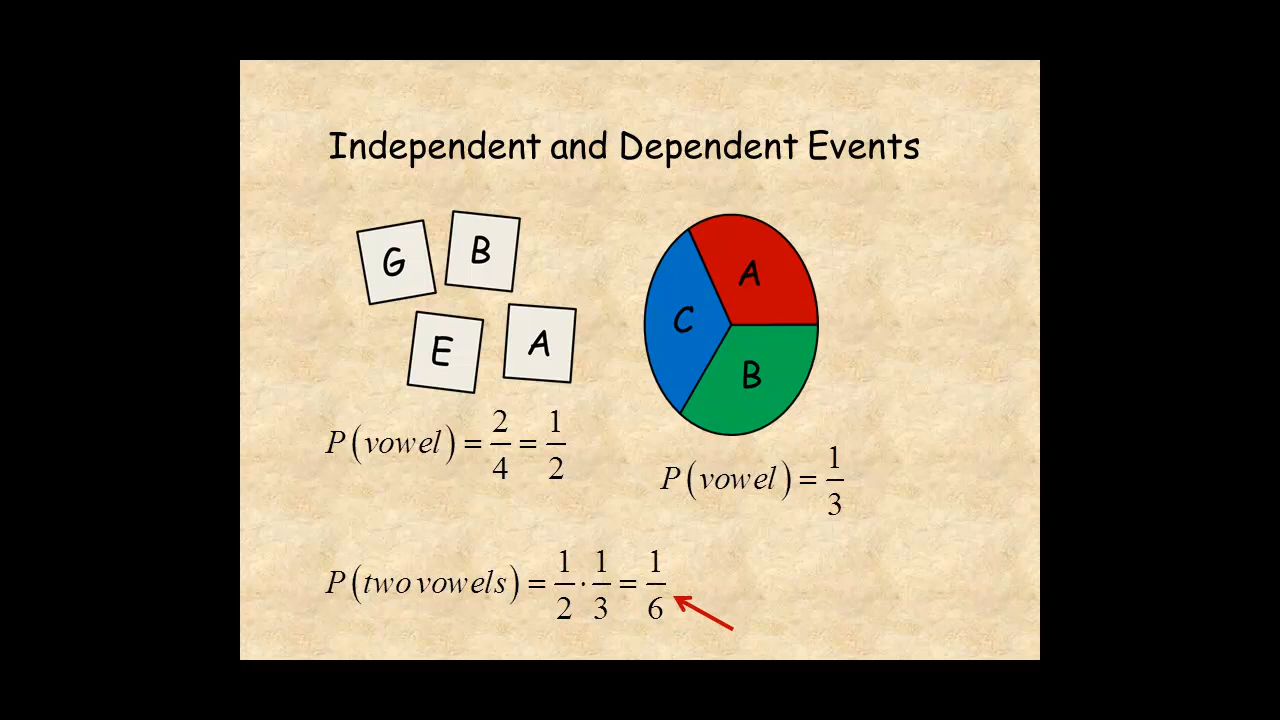 Independent and Dependent Events
G B
E A
A
C
B
P(vowel) = 2/4 = 1/2
P(vowel) = 1/3
P(two vowels) = 1/2 · 1/3 = 1/6